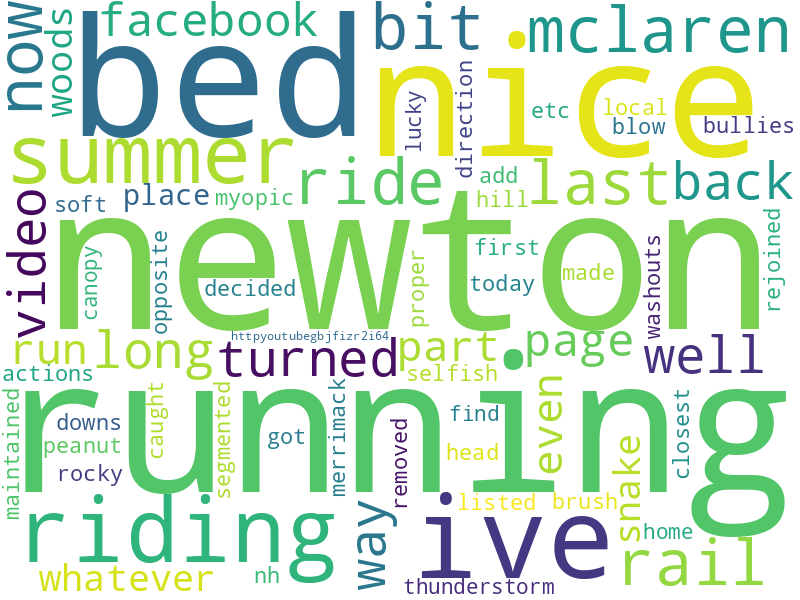 facebook
now
woods
bed
bit
nice
mclaren
lucky
direction
etc
local
blow
bullies
summer
ride
last
back
add
hill
soft
place
myopic
video
newton
canopy
opposite
decided
proper
first
today
made
washouts
rejoined
httpyoutubegbjfizr2i64
run
long
turned
part
page
well
actions
selfish
running
maintained
downs
peanut
rocky
caught
segmented
got
merrimack
removed
find
head
even
closest
snake
listed
brush
riding
way
ive
home
rail
whatever
nh
thunderstorm